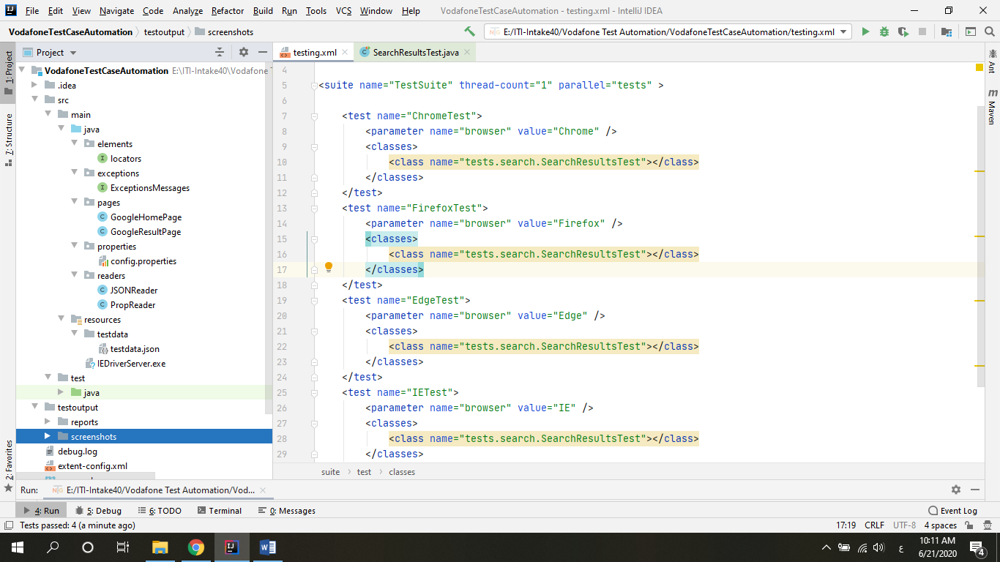 File Edit View Navigate Code Analyze Refactor Build Run Tools VCS Window Help VodafoneTestCaseAutomation - testing.xml - IntelliJ IDEA
VodafoneTestCaseAutomation testoutput screenshots E:/ITI-Intake40/Vodafone Test Automation/VodafoneTestCaseAutomation/testing.xml
Project
testing.xml SearchResultsTest.java
1: Project
7: Structure
2: Favorites
VodafoneTestCaseAutomation E:\ITI-Intake40\Vodafone T
.idea
src
main
java
elements
locators
exceptions
ExceptionsMessages
pages
GoogleHomePage
GoogleResultPage
properties
config.properties
readers
JSONReader
PropReader
resources
testdata
testdata.json
IEDriverServer.exe
test
java
testoutput
reports
screenshots
debug.log
extent-config.xml
4
5 <suite name="TestSuite" thread-count="1" parallel="tests" >
6
7 <test name="ChromeTest">
8 <parameter name="browser" value="Chrome" />
9 <classes>
10 <class name="tests.search.SearchResultsTest"></class>
11 </classes>
12 </test>
13 <test name="FirefoxTest">
14 <parameter name="browser" value="Firefox" />
15 <classes>
16 <class name="tests.search.SearchResultsTest"></class>
17 </classes>
18 </test>
19 <test name="EdgeTest">
20 <parameter name="browser" value="Edge" />
21 <classes>
22 <class name="tests.search.SearchResultsTest"></class>
23 </classes>
24 </test>
25 <test name="IETest">
26 <parameter name="browser" value="IE" />
27 <classes>
28 <class name="tests.search.SearchResultsTest"></class>
29 </classes>
suite test classes
Ant
m Maven
Run: E:/ITI-Intake40/Vodafone Test Automation/Vod...
4: Run 5: Debug 6: TODO Terminal 0: Messages Event Log
Tests passed: 4 (a minute ago) 17:19 CRLF UTF-8 4 spaces
ع 10:11 AM
6/21/2020 4